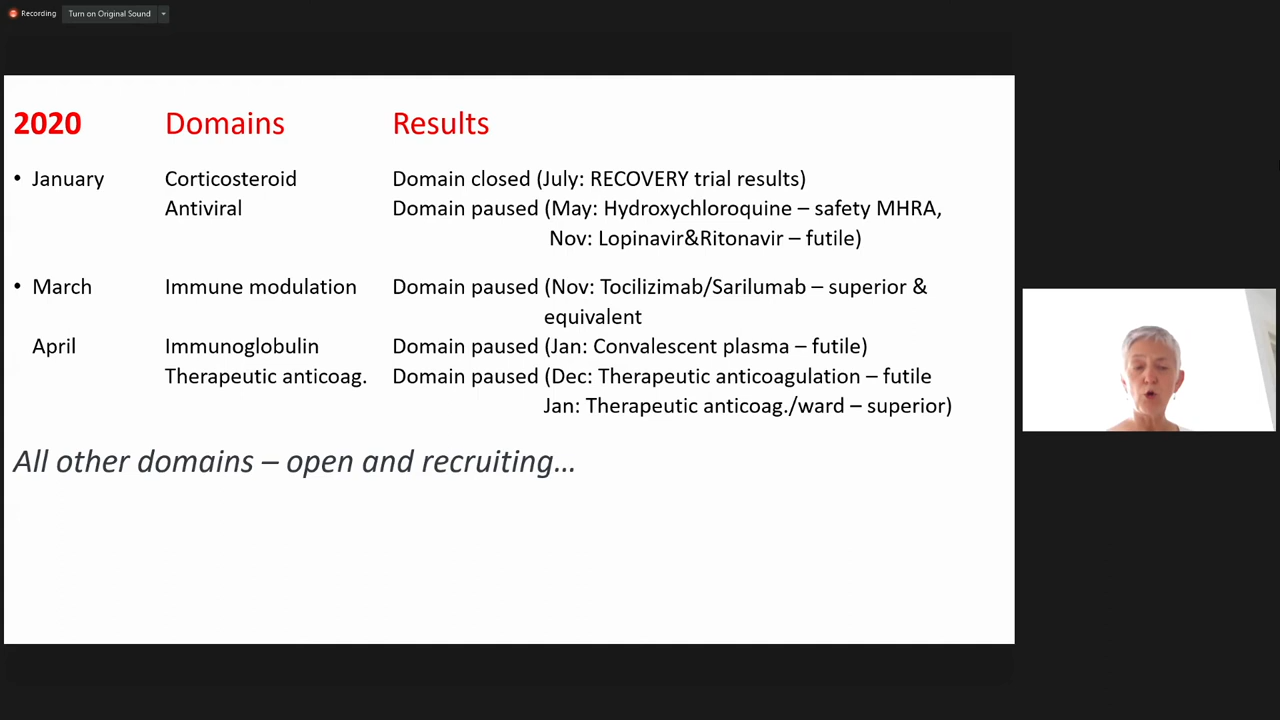 Recording Turn on Original Sound
2020 Domains Results
• January Corticosteroid Domain closed (July: RECOVERY trial results)
Antiviral Domain paused (May: Hydroxychloroquine – safety MHRA,
Nov: Lopinavir&Ritonavir – futile)
• March Immune modulation Domain paused (Nov: Tocilizimab/Sarilumab – superior &
equivalent
April Immunoglobulin Domain paused (Jan: Convalescent plasma – futile)
Therapeutic anticoag. Domain paused (Dec: Therapeutic anticoagulation – futile
Jan: Therapeutic anticoag./ward – superior)
All other domains – open and recruiting…